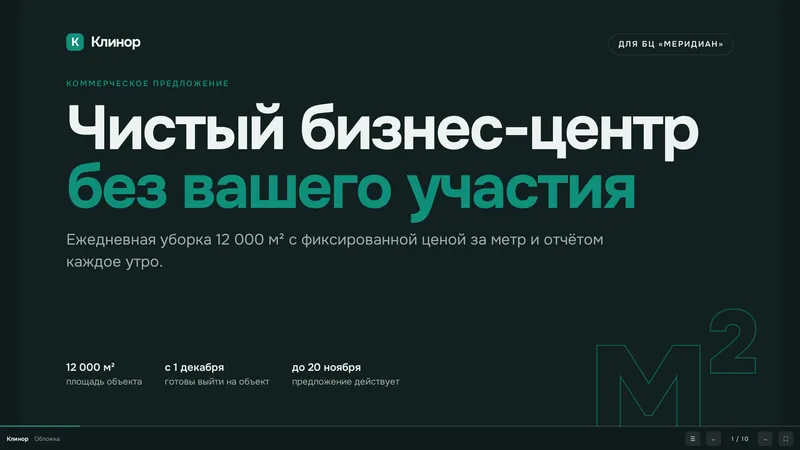 К Клинор
ДЛЯ БЦ «МЕРИДИАН»
КОММЕРЧЕСКОЕ ПРЕДЛОЖЕНИЕ
Чистый бизнес-центр
без вашего участия
Ежедневная уборка 12 000 м² с фиксированной ценой за метр и отчётом
каждое утро.
12 000 м²
площадь объекта
с 1 декабря
готовы выйти на объект
до 20 ноября
предложение действует
М²
Клинор Обложка
1 / 10